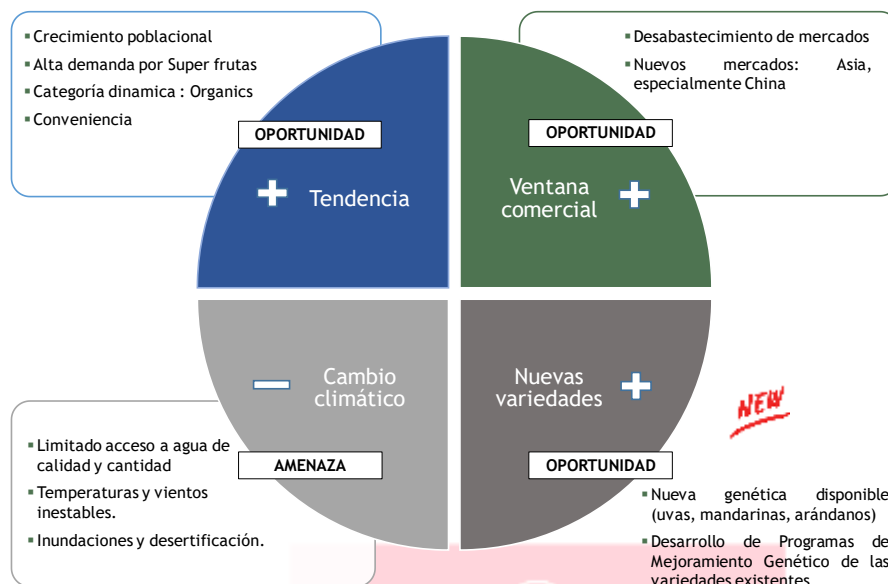 Crecimiento poblacional
Alta demanda por Super frutas
Categoría dinamica : Organics
Conveniencia
OPORTUNIDAD
Tendencia
Desabastecimiento de mercados
Nuevos mercados: Asia,
especialmente China
OPORTUNIDAD
Ventana
comercial
Cambio
climático
AMENAZA
Limitado acceso a agua de
calidad y cantidad
Temperaturas y vientos
inestables.
Inundaciones y desertificación.
Nuevas
variedades
OPORTUNIDAD
NEW
Nueva genética disponible
(uvas, mandarinas, arándanos)
Desarrollo de Programas de
Mejoramiento Genético de las
variedades existentes